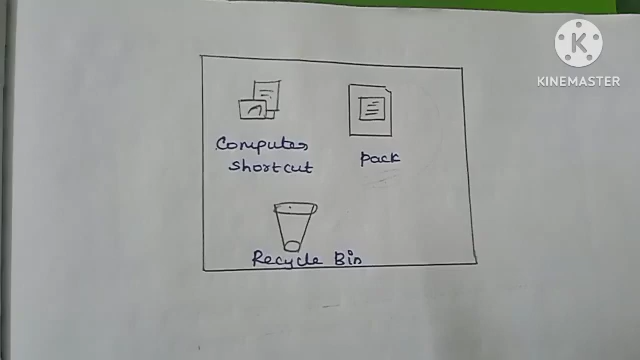 KINEMASTER
Computer
Shortcut
pack
Recycle Bin